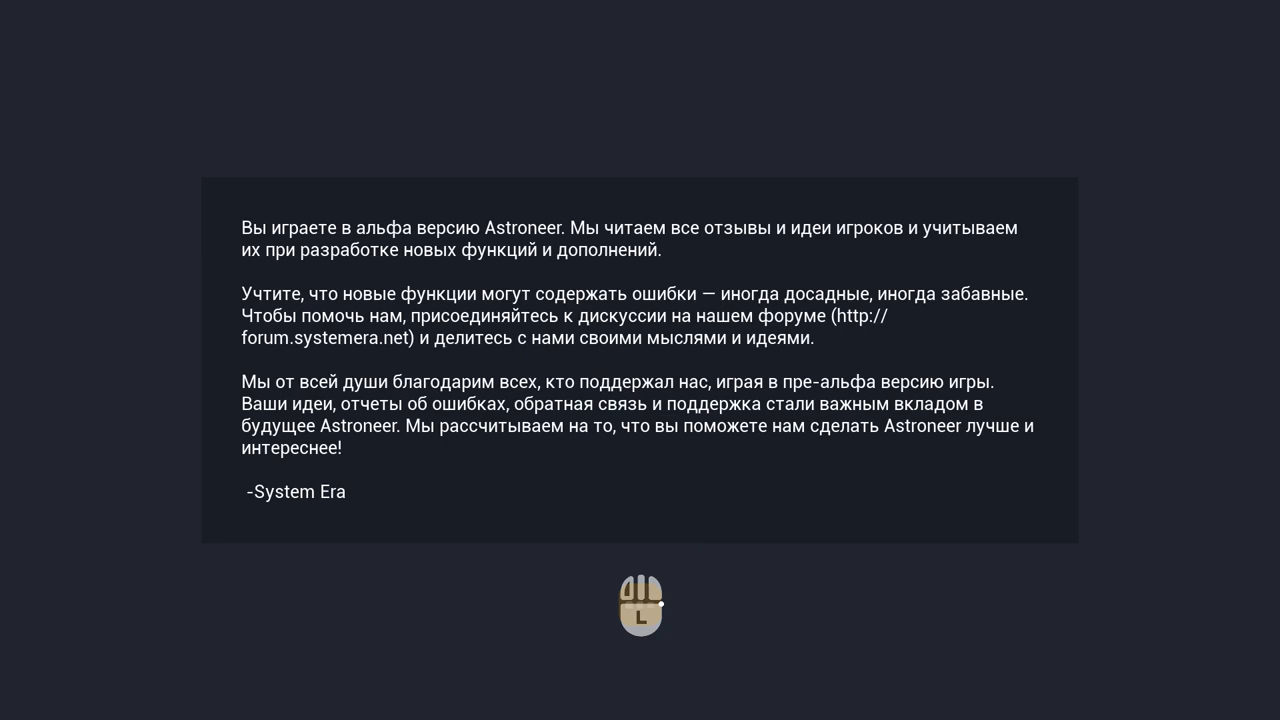 Вы играете в альфа версию Astroneer. Мы читаем все отзывы и идеи игроков и учитываем
их при разработке новых функций и дополнений.
Учтите, что новые функции могут содержать ошибки — иногда досадные, иногда забавные.
Чтобы помочь нам, присоединяйтесь к дискуссии на нашем форуме (http://
forum.systemera.net) и делитесь с нами своими мыслями и идеями.
Мы от всей души благодарим всех, кто поддержал нас, играя в пре-альфа версию игры.
Ваши идеи, отчеты об ошибках, обратная связь и поддержка стали важным вкладом в
будущее Astroneer. Мы рассчитываем на то, что вы поможете нам сделать Astroneer лучше и
интереснее!
-System Era
L